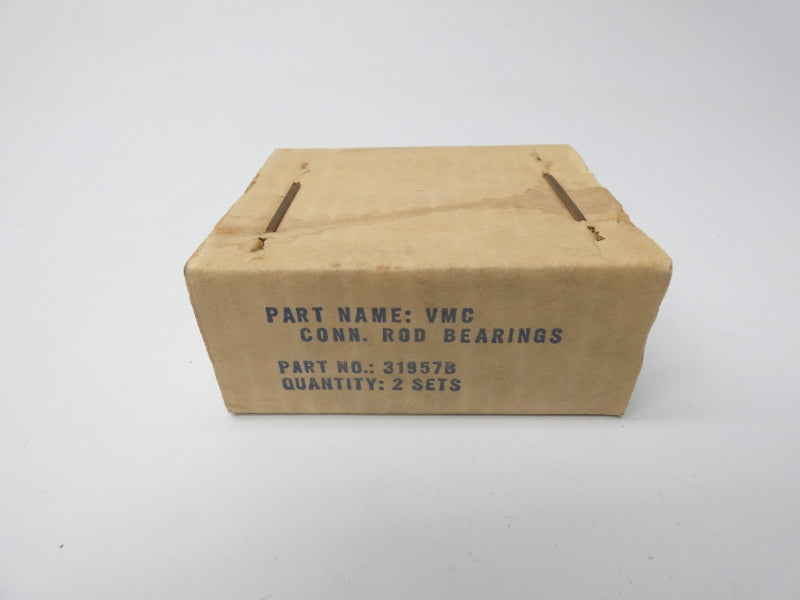 PART NAME: VMC
CONN. ROD BEARINGS
PART NO.: 31957B
QUANTITY: 2 SETS